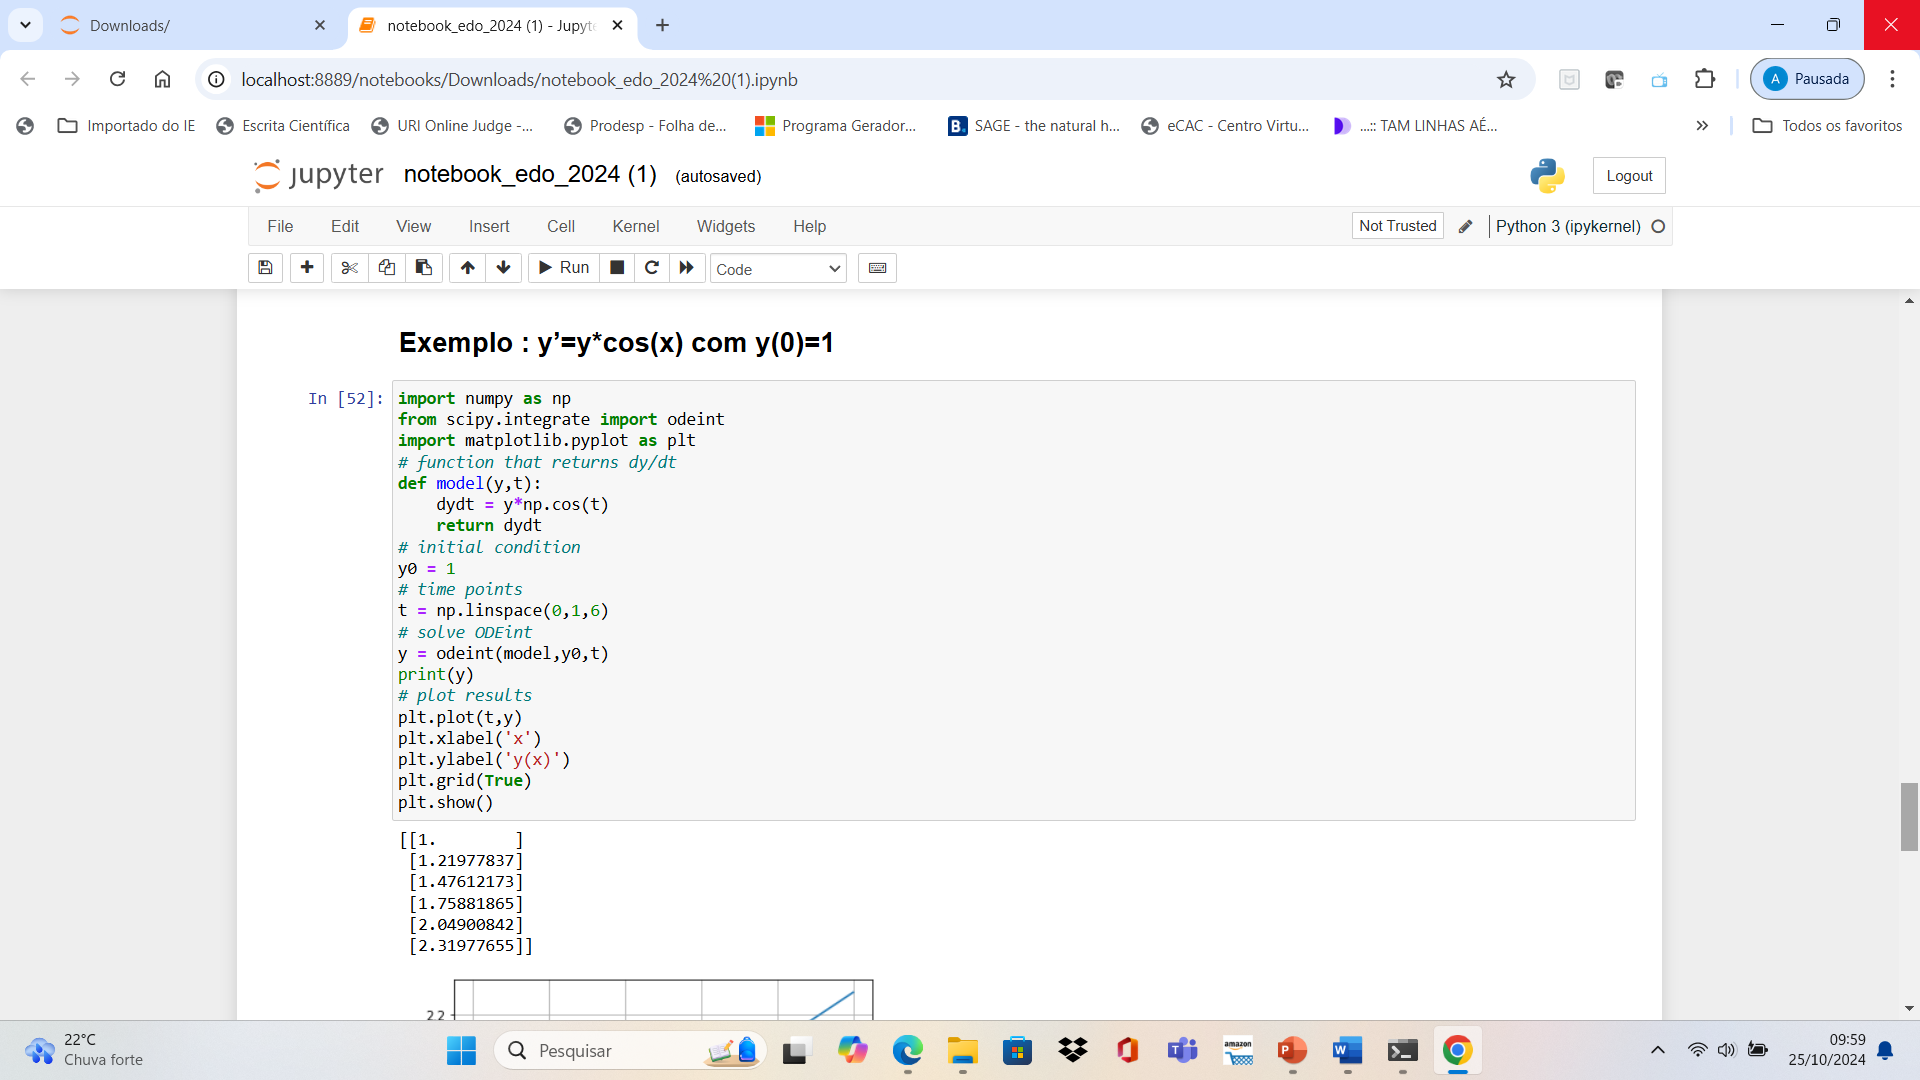 Downloads/
notebook_edo_2024 (1) - Jupyte
localhost:8889/notebooks/Downloads/notebook_edo_2024%20(1).ipynb
A Pausada
Importado do IE
Escrita Científica
URI Online Judge -...
Prodesp - Folha de...
Programa Gerador...
B.
SAGE - the natural h...
eCAC - Centro Virtu...
...:: TAM LINHAS AÉ...
Todos os favoritos
jupyter notebook_edo_2024 (1) (autosaved)
Logout
File Edit View Insert Cell Kernel Widgets Help
Not Trusted
Python 3 (ipykernel)
Run
Code
Exemplo : y’=y*cos(x) com y(0)=1
In [52]:
import numpy as np
from scipy.integrate import odeint
import matplotlib.pyplot as plt
# function that returns dy/dt
def model(y,t):
    dydt = y*np.cos(t)
    return dydt
# initial condition
y0 = 1
# time points
t = np.linspace(0,1,6)
# solve ODEint
y = odeint(model,y0,t)
print(y)
# plot results
plt.plot(t,y)
plt.xlabel('x')
plt.ylabel('y(x)')
plt.grid(True)
plt.show()
[[1.        ]
 [1.21977837]
 [1.47612173]
 [1.75881865]
 [2.04900842]
 [2.31977655]]
2.2
22°C
Chuva forte
Pesquisar
amazon
09:59
25/10/2024